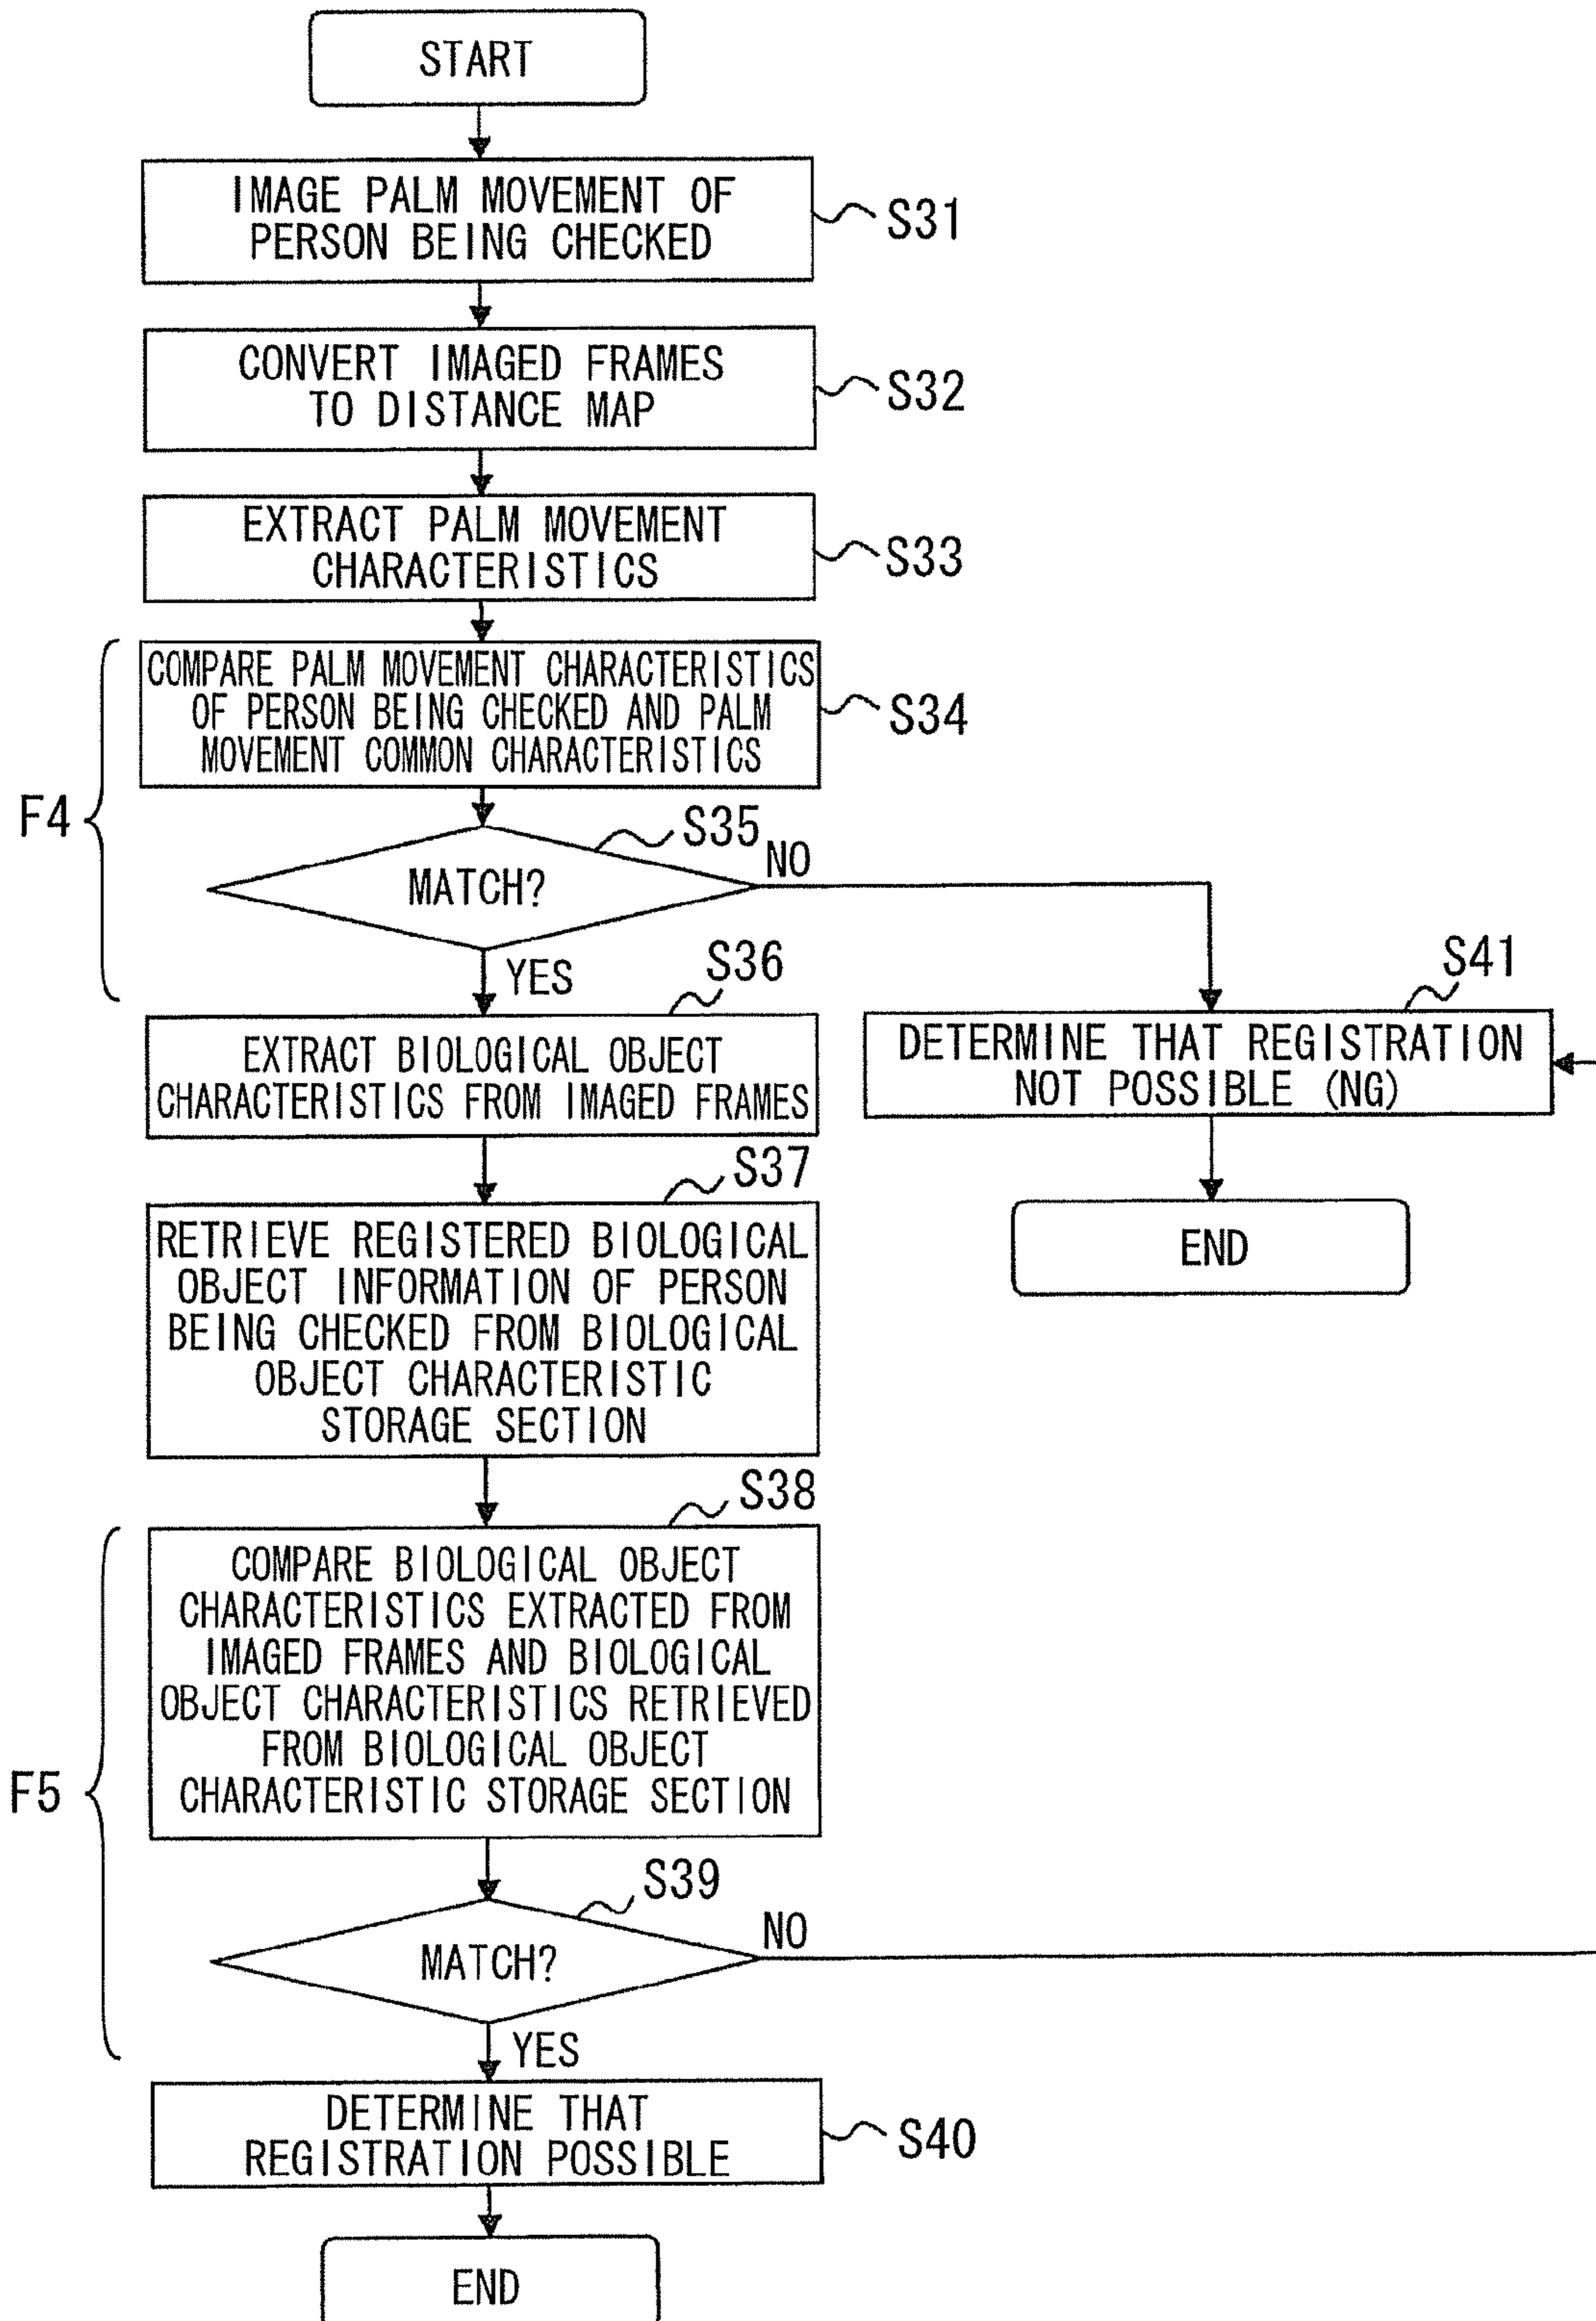 START
IMAGE PALM MOVEMENT OF
PERSON BEING CHECKED
S31
CONVERT IMAGED FRAMES
TO DISTANCE MAP
S32
EXTRACT PALM MOVEMENT
CHARACTERISTICS
S33
COMPARE PALM MOVEMENT CHARACTERISTICS
OF PERSON BEING CHECKED AND PALM
MOVEMENT COMMON CHARACTERISTICS
S34
F4
S35
MATCH?
NO
YES
S36
EXTRACT BIOLOGICAL OBJECT
CHARACTERISTICS FROM IMAGED FRAMES
S41
DETERMINE THAT REGISTRATION
NOT POSSIBLE (NG)
END
S37
RETRIEVE REGISTERED BIOLOGICAL
OBJECT INFORMATION OF PERSON
BEING CHECKED FROM BIOLOGICAL
OBJECT CHARACTERISTIC
STORAGE SECTION
S38
COMPARE BIOLOGICAL OBJECT
CHARACTERISTICS EXTRACTED FROM
IMAGED FRAMES AND BIOLOGICAL
OBJECT CHARACTERISTICS RETRIEVED
FROM BIOLOGICAL OBJECT
CHARACTERISTIC STORAGE SECTION
F5
S39
MATCH?
NO
YES
DETERMINE THAT
REGISTRATION POSSIBLE
S40
END